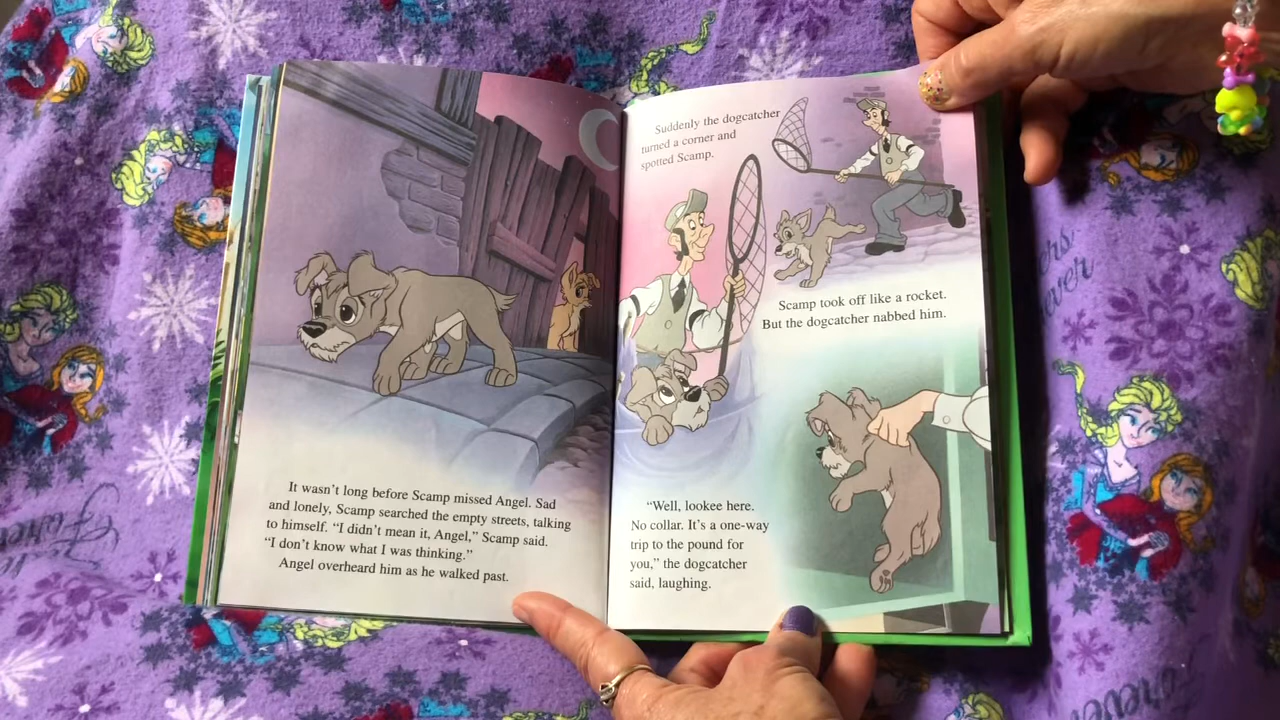 It wasn't long before Scamp missed Angel. Sad
and lonely, Scamp searched the empty streets, talking
to himself. “I didn't mean it, Angel,” Scamp said.
“I don't know what I was thinking.”
Angel overheard him as he walked past.
Suddenly the dogcatcher
turned a corner and
spotted Scamp.
Scamp took off like a rocket.
But the dogcatcher nabbed him.
“Well, lookee here.
No collar. It's a one-way
trip to the pound for
you,” the dogcatcher
said, laughing.
Forever